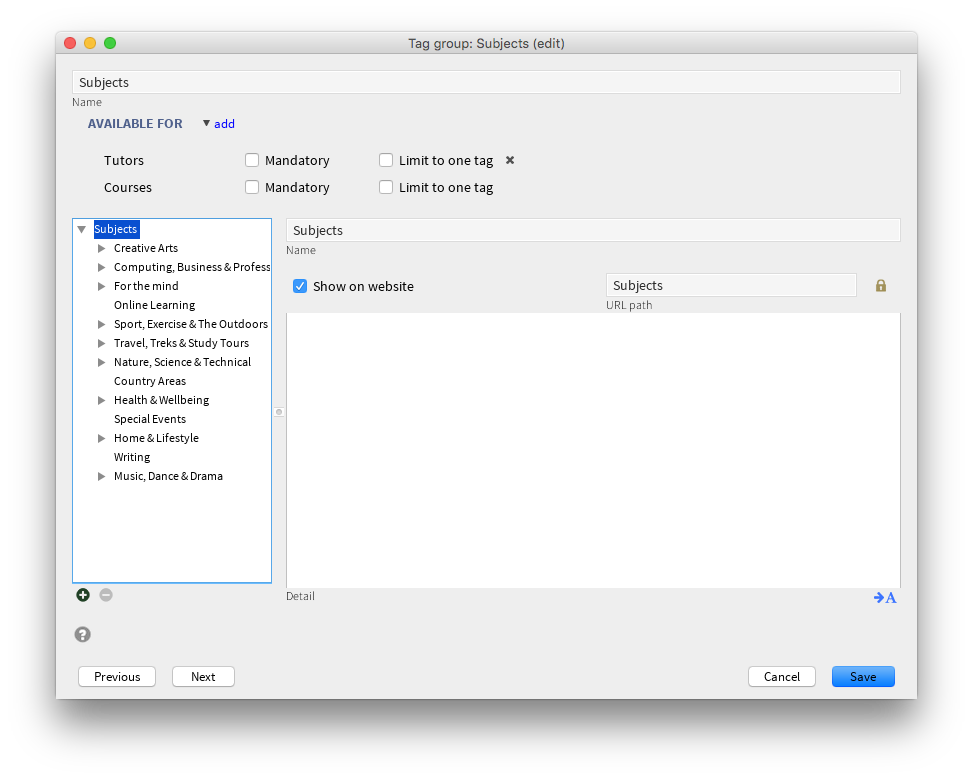 Tag group: Subjects (edit)
Subjects
Name
AVAILABLE FOR
add
Tutors
Mandatory
Limit to one tag
Courses
Mandatory
Limit to one tag
Subjects
Creative Arts
Computing, Business & Profess
For the mind
Online Learning
Sport, Exercise & The Outdoors
Travel, Treks & Study Tours
Nature, Science & Technical
Country Areas
Health & Wellbeing
Special Events
Home & Lifestyle
Writing
Music, Dance & Drama
Subjects
Name
Show on website
Subjects
URL path
Detail
A
?
Previous
Next
Cancel
Save